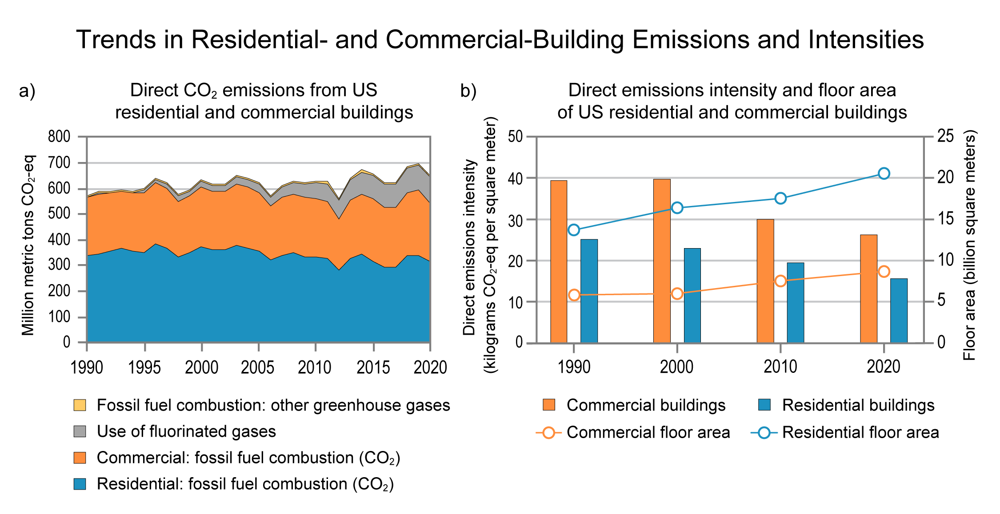 Trends in Residential- and Commercial-Building Emissions and Intensities
a)
Direct CO₂ emissions from US
residential and commercial buildings
Million metric tons CO₂-eq
800
700
600
500
400
300
200
100
0
1990
1995
2000
2005
2010
2015
2020
Fossil fuel combustion: other greenhouse gases
Use of fluorinated gases
Commercial: fossil fuel combustion (CO₂)
Residential: fossil fuel combustion (CO₂)
b)
Direct emissions intensity and floor area
of US residential and commercial buildings
Direct emissions intensity
(kilograms CO₂-eq per square meter)
50
40
30
20
10
0
25
20
15
10
5
0
Floor area (billion square meters)
1990
2000
2010
2020
Commercial buildings
Residential buildings
Commercial floor area
Residential floor area